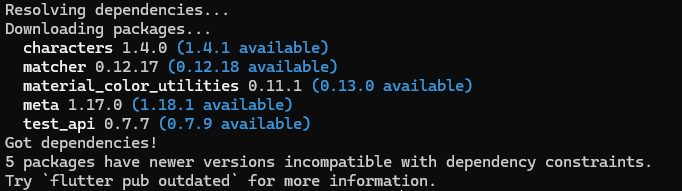 Resolving dependencies...
Downloading packages...
  characters 1.4.0 (1.4.1 available)
  matcher 0.12.17 (0.12.18 available)
  material_color_utilities 0.11.1 (0.13.0 available)
  meta 1.17.0 (1.18.1 available)
  test_api 0.7.7 (0.7.9 available)
Got dependencies!
5 packages have newer versions incompatible with dependency constraints.
Try `flutter pub outdated` for more information.